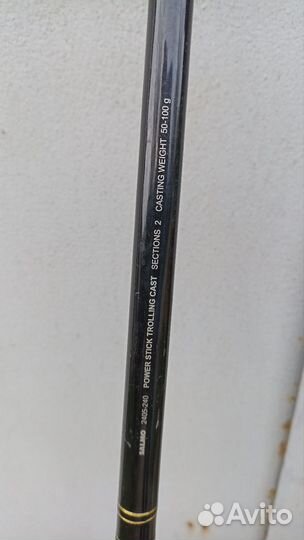 SALMO 2405-240 POWER STICK TROLLING CAST SECTIONS 2 CASTING WEIGHT 50-100 g
Avito